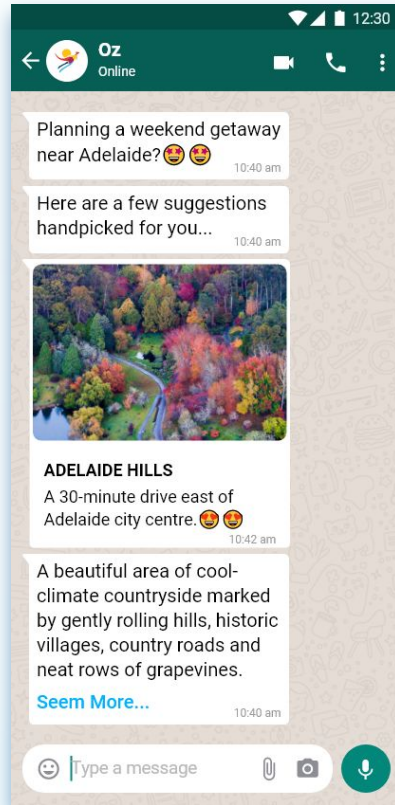 12:30
Oz
Online
Planning a weekend getaway
near Adelaide?🤩🤩
10:40 am
Here are a few suggestions
handpicked for you...
10:40 am
ADELAIDE HILLS
A 30-minute drive east of
Adelaide city centre.😍😍
10:42 am
A beautiful area of cool-
climate countryside marked
by gently rolling hills, historic
villages, country roads and
neat rows of grapevines.
Seem More...
10:40 am
Type a message